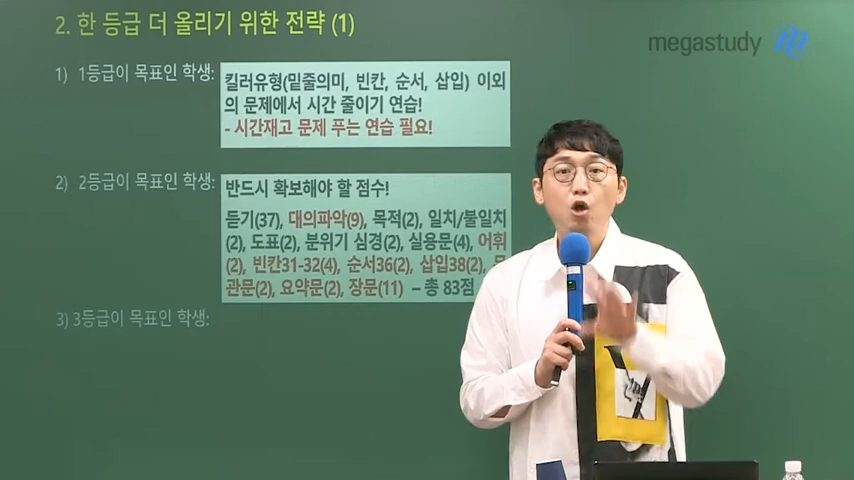 2. 한 등급 더 올리기 위한 전략 (1)
megastudy
1) 1등급이 목표인 학생:
킬러유형(밑줄의미, 빈칸, 순서, 삽입) 이외
의 문제에서 시간 줄이기 연습!
- 시간재고 문제 푸는 연습 필요!
2) 2등급이 목표인 학생:
반드시 확보해야 할 점수!
듣기(37), 대의파악(9), 목적(2), 일치/불일치
(2), 도표(2), 분위기 심경(2), 실용문(4), 어휘
(2), 빈칸31-32(4), 순서36(2), 삽입38(2),
관문(2), 요약문(2), 장문(11) – 총 83점
3) 3등급이 목표인 학생: